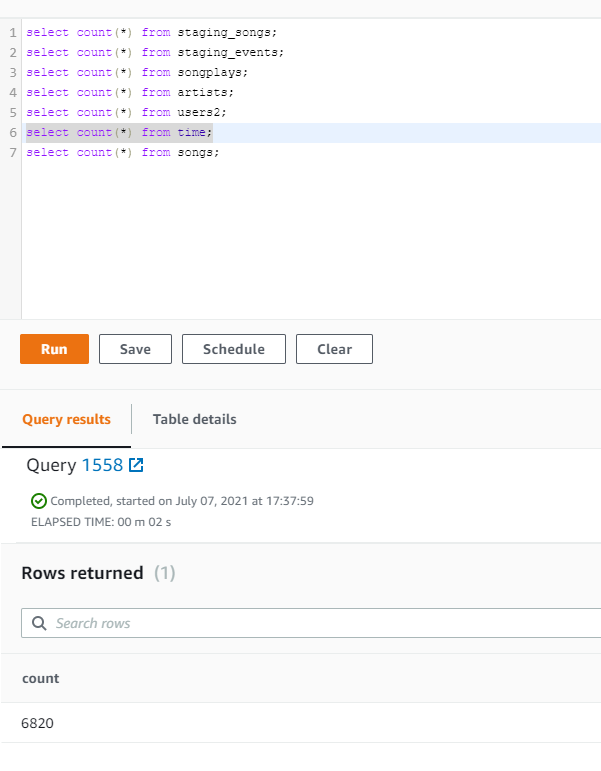 1 select count(*) from staging_songs;
2 select count(*) from staging_events;
3 select count(*) from songplays;
4 select count(*) from artists;
5 select count(*) from users2;
6 select count(*) from time;
7 select count(*) from songs;
Run Save Schedule Clear
Query results Table details
Query 1558
Completed, started on July 07, 2021 at 17:37:59
ELAPSED TIME: 00 m 02 s
Rows returned (1)
Search rows
count
6820